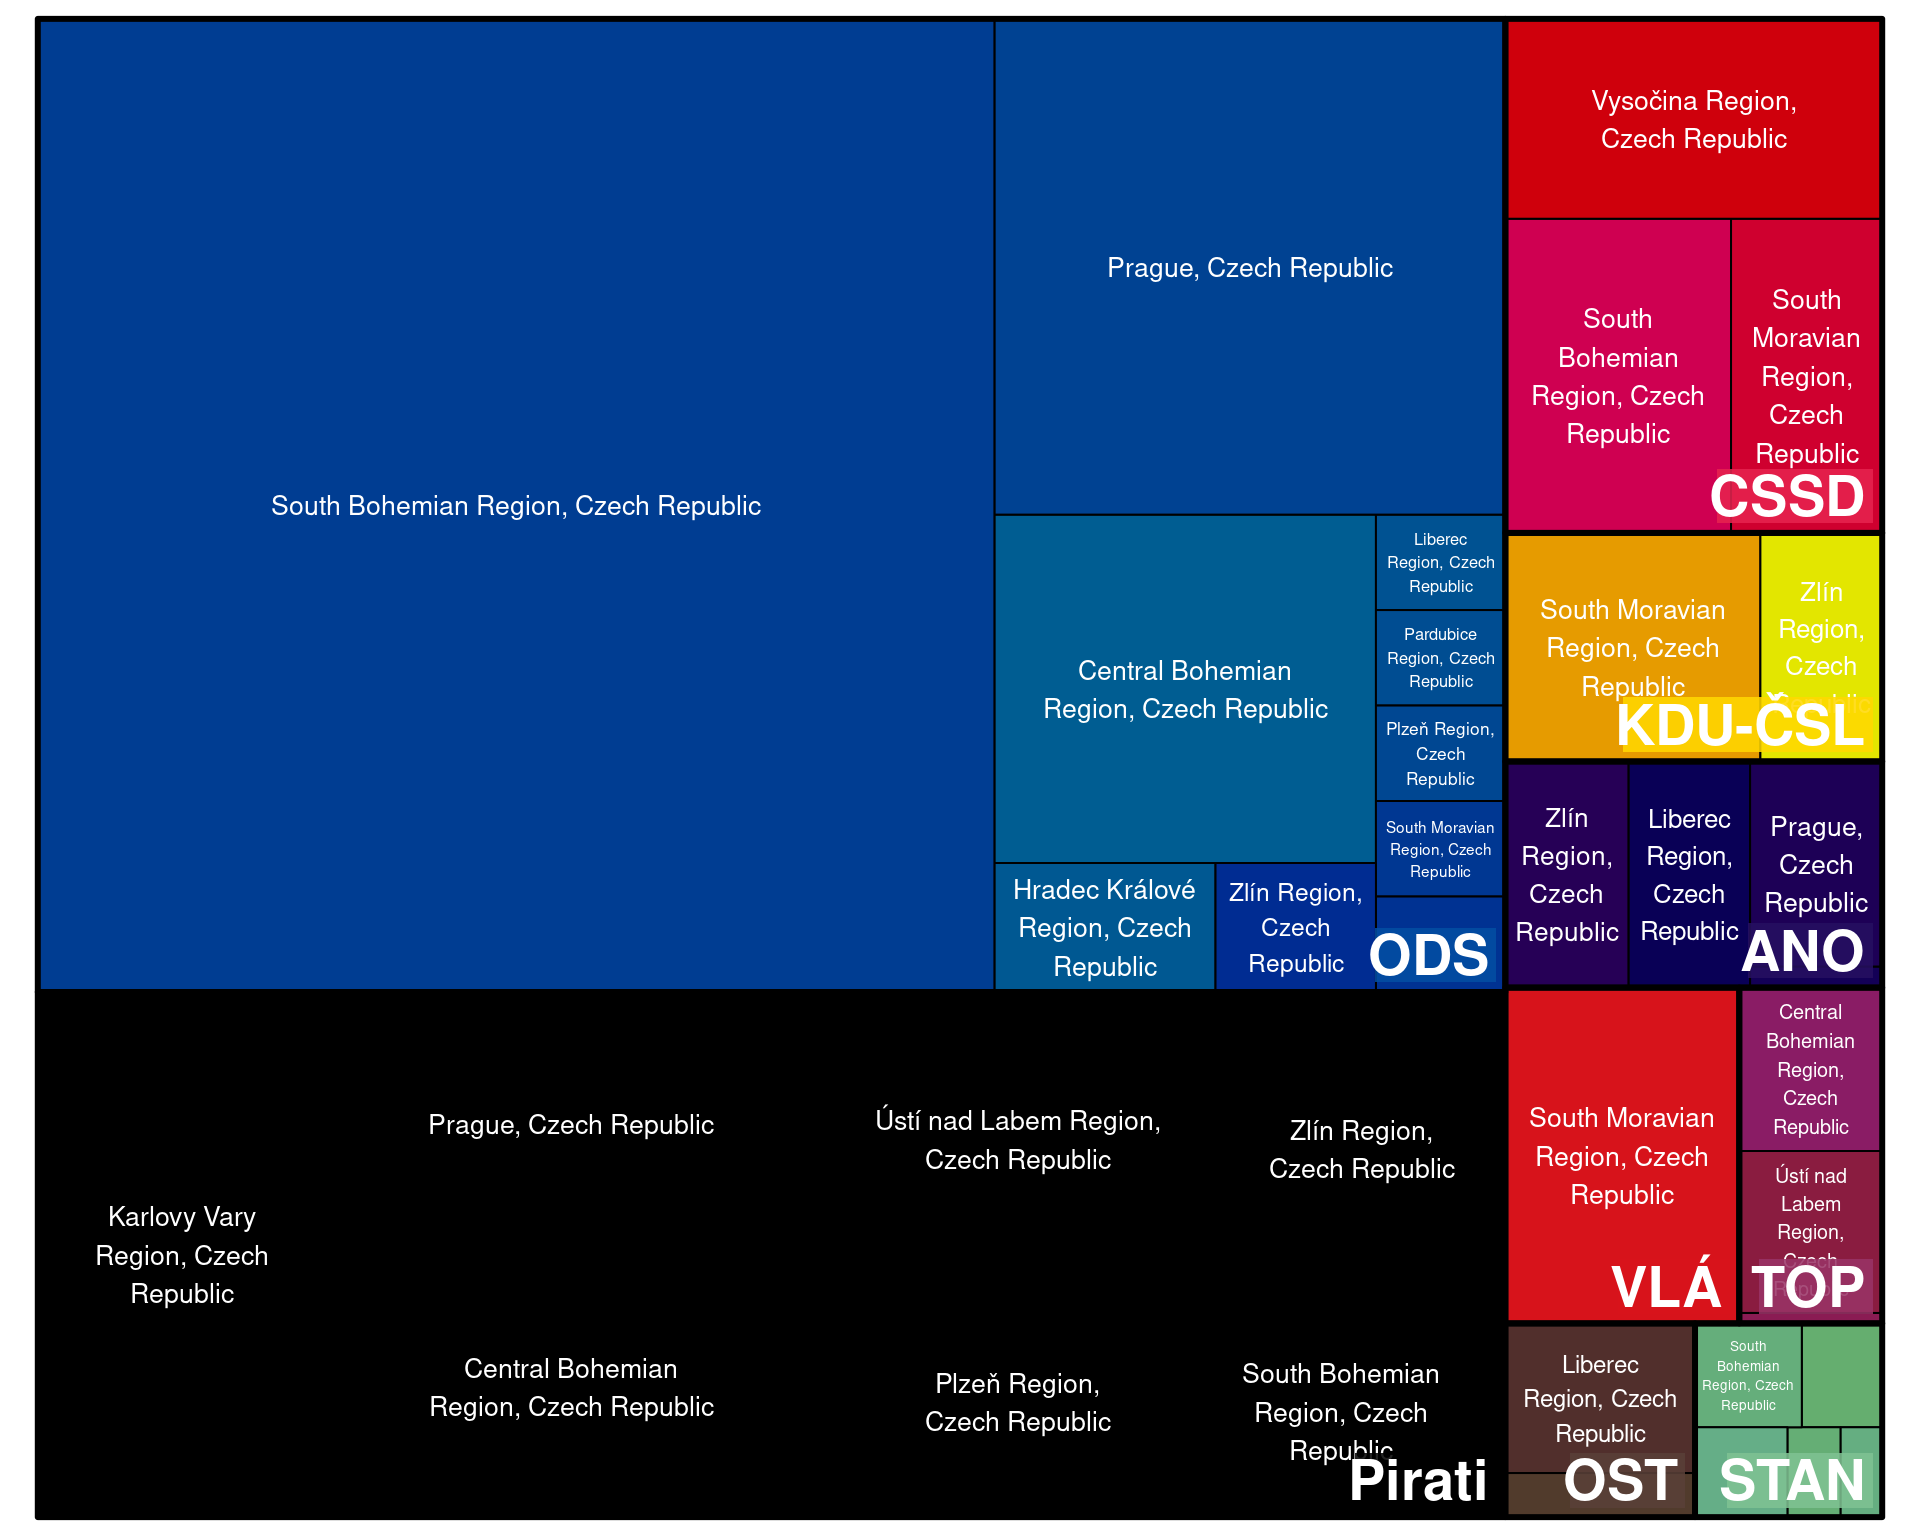 South Bohemian Region, Czech Republic
Prague, Czech Republic
Central Bohemian
Region, Czech Republic
Liberec
Region, Czech
Republic
Pardubice
Region, Czech
Republic
Plzeň Region,
Czech
Republic
South Moravian
Region, Czech
Republic
Hradec Králové
Region, Czech
Republic
Zlín Region,
Czech
Republic
ODS
Vysočina Region,
Czech Republic
South
Bohemian
Region, Czech
Republic
South
Moravian
Region,
Czech
Republic
CSSD
South Moravian
Region, Czech
Republic
Zlín
Region,
Czech
Republic
KDU-ČSL
Zlín
Region,
Czech
Republic
Liberec
Region,
Czech
Republic
Prague,
Czech
Republic
ANO
Karlovy Vary
Region, Czech
Republic
Prague, Czech Republic
Central Bohemian
Region, Czech Republic
Ústí nad Labem Region,
Czech Republic
Plzeň Region,
Czech Republic
Zlín Region,
Czech Republic
South Bohemian
Region, Czech
Republic
Pirati
South Moravian
Region, Czech
Republic
VLÁ
Central
Bohemian
Region,
Czech
Republic
Ústí nad
Labem
Region,
Czech
Republic
TOP
Liberec
Region, Czech
Republic
OST
South
Bohemian
Region, Czech
Republic
STAN